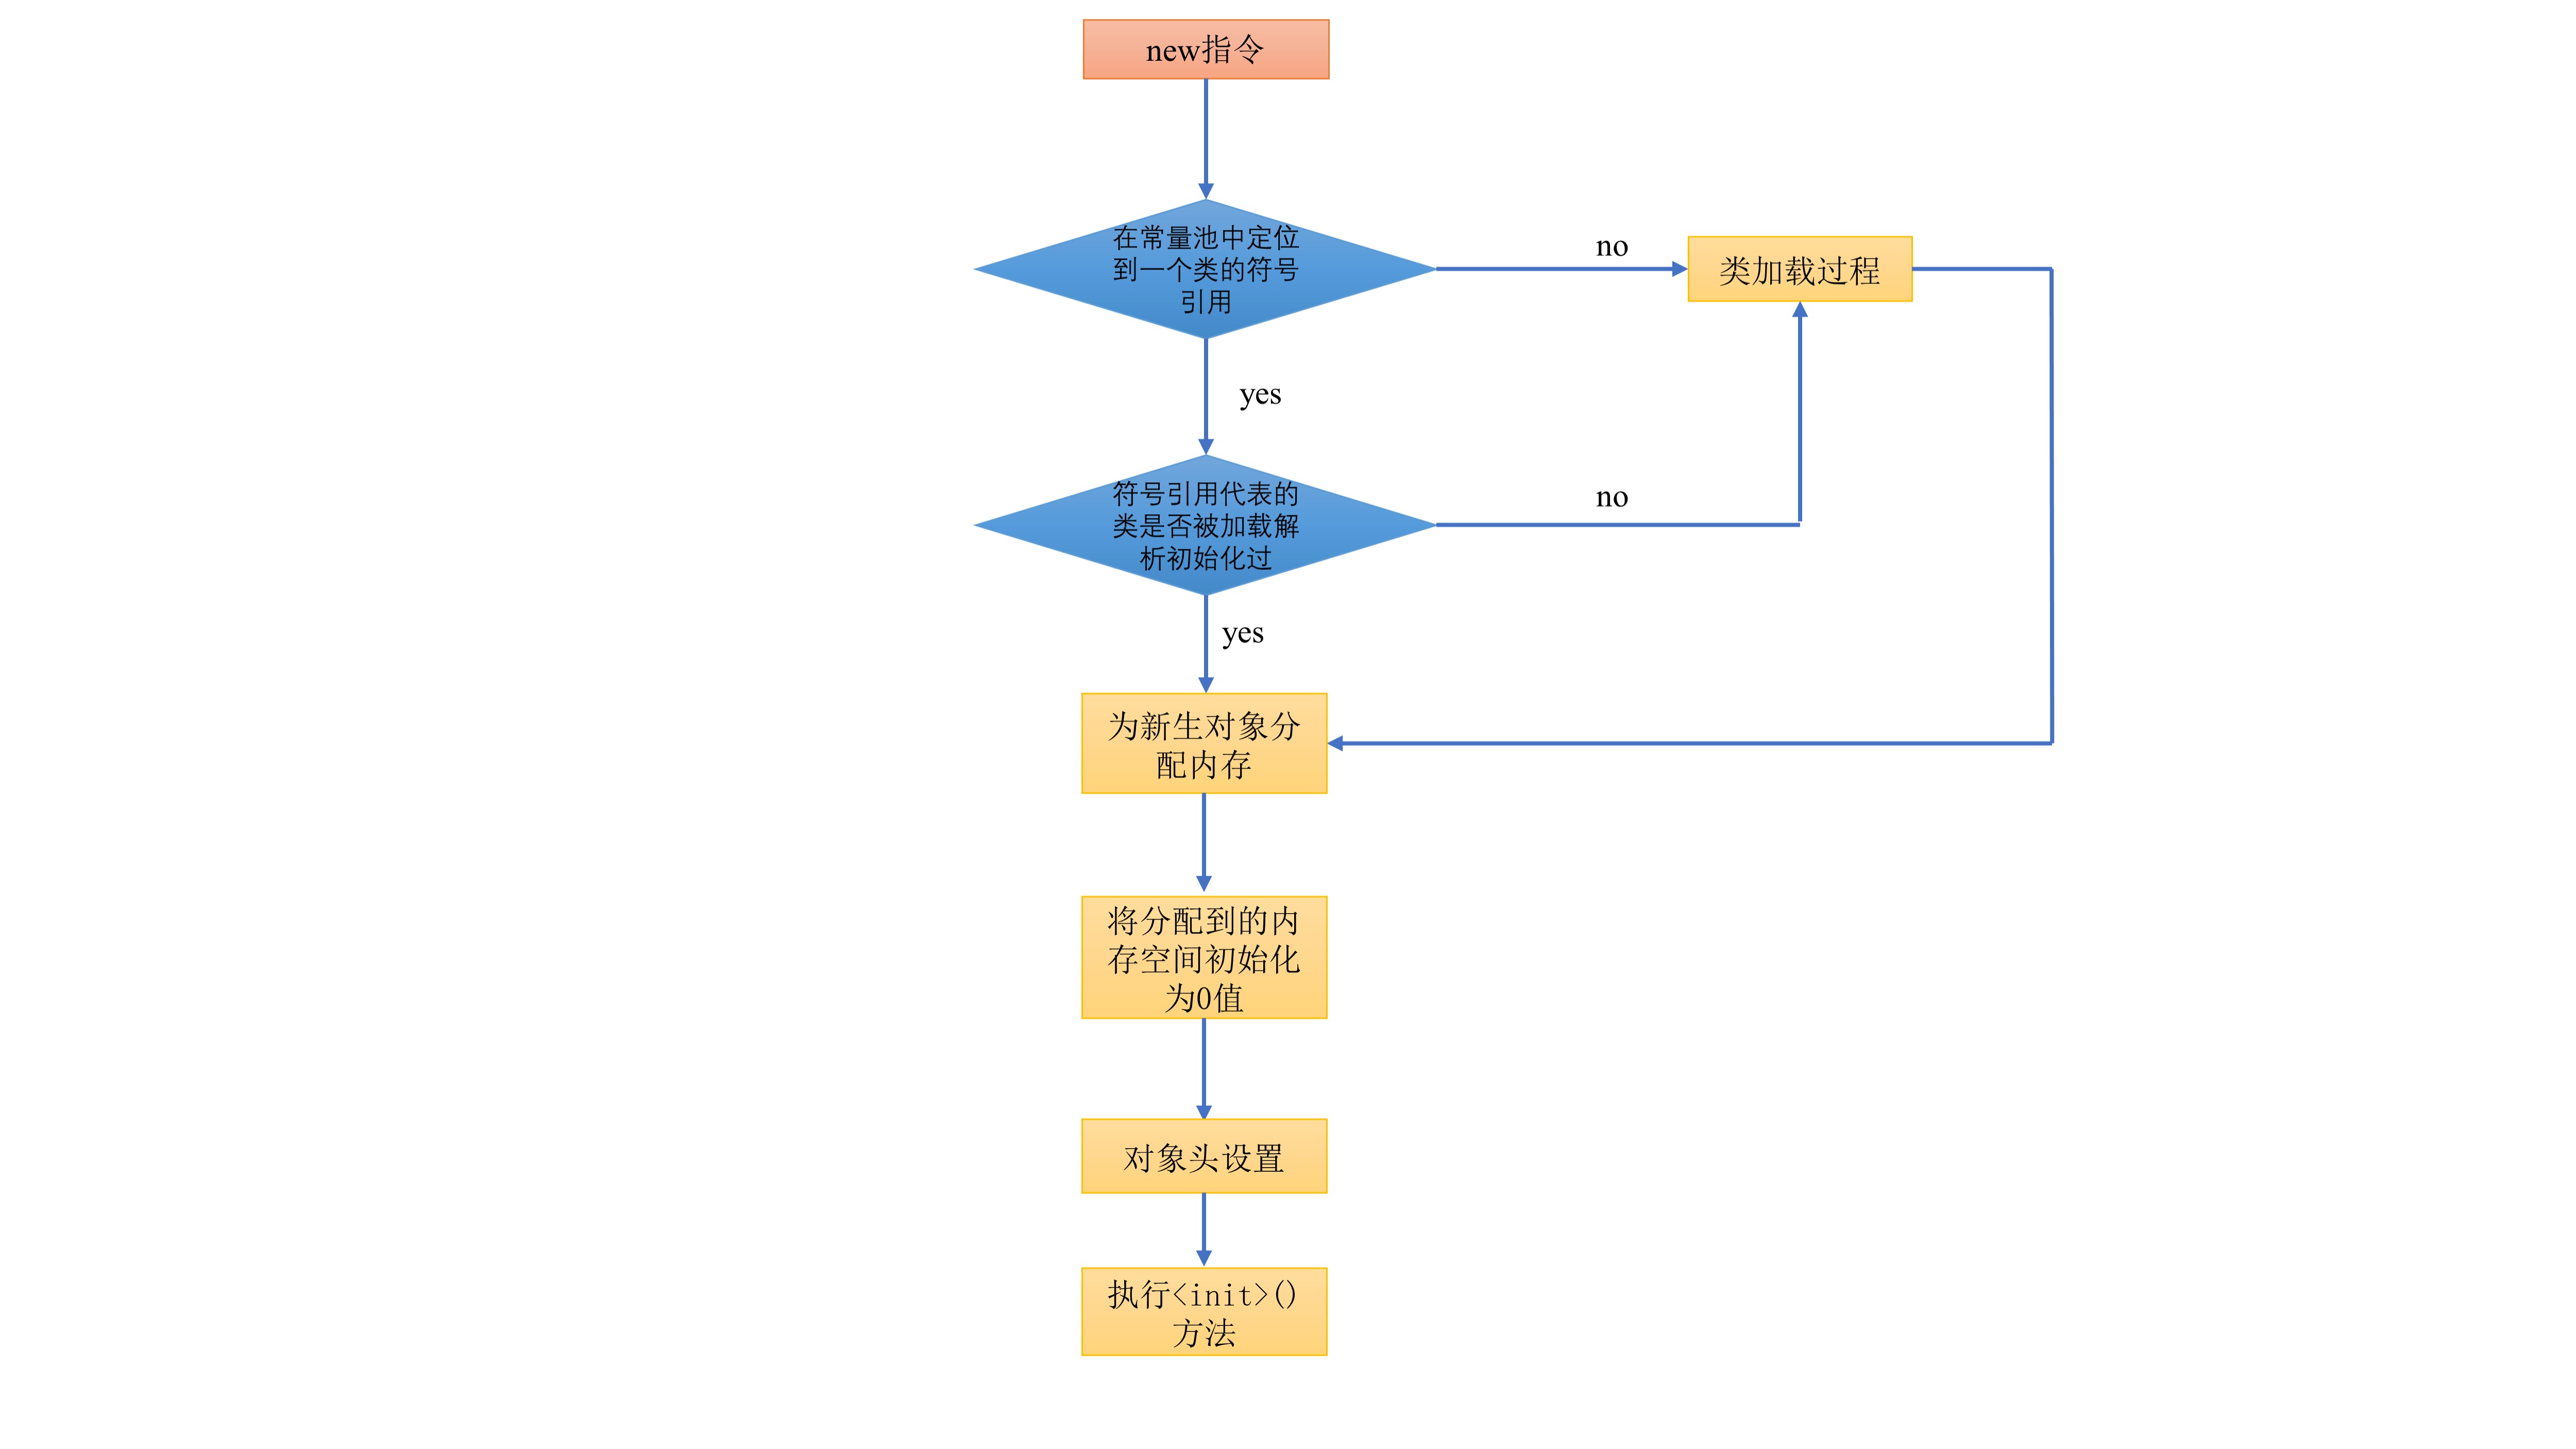 new指令
在常量池中定位
到一个类的符号
引用
no
类加载过程
yes
符号引用代表的
类是否被加载解
析初始化过
no
yes
为新生对象分
配内存
将分配到的内
存空间初始化
为0值
对象头设置
执行<init>()
方法